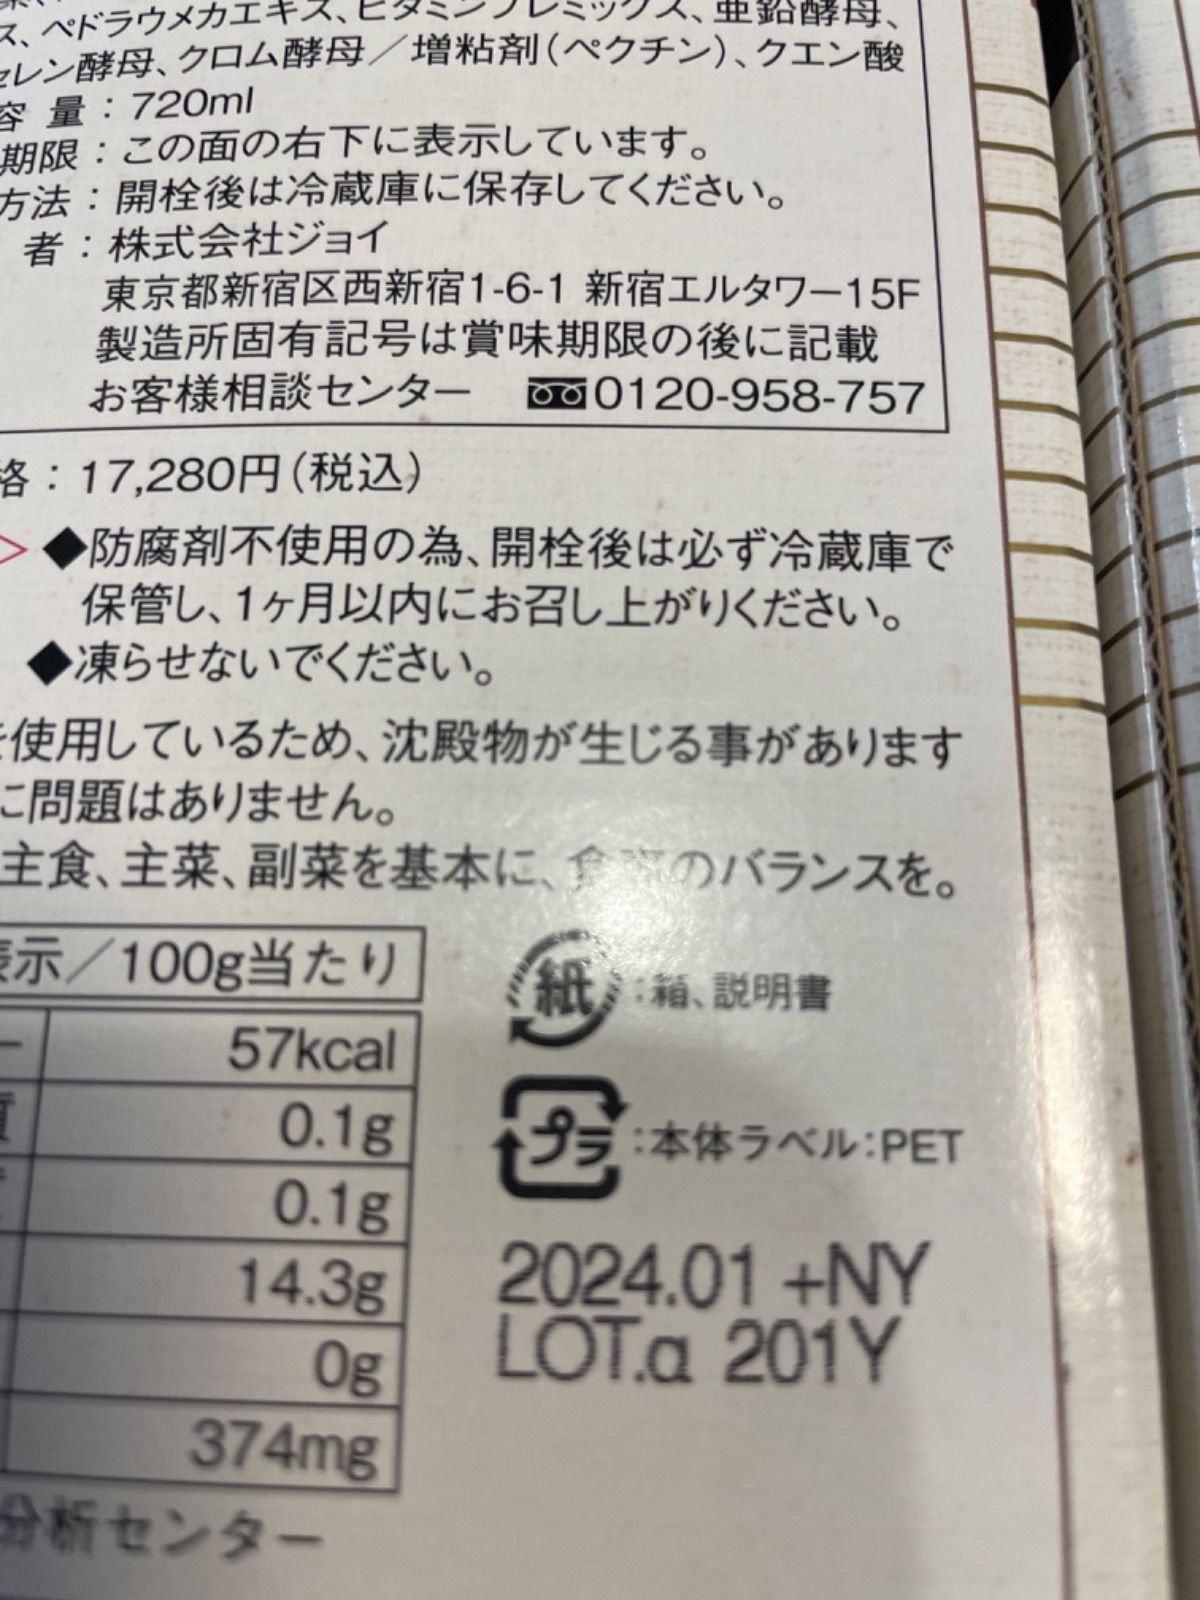 ス、ペドラウメカエキス、ビタミンプレミックス、亜鉛酵母、
セレン酵母、クロム酵母／増粘剤（ペクチン）、クエン酸
容 量：720ml
期限：この面の右下に表示しています。
方法：開栓後は冷蔵庫に保存してください。
者：株式会社ジョイ
東京都新宿区西新宿1-6-1 新宿エルタワー15F
製造所固有記号は賞味期限の後に記載
お客様相談センター 0120-958-757
格：17,280円（税込）
◆防腐剤不使用の為、開栓後は必ず冷蔵庫で
保管し、1ヶ月以内にお召し上がりください。
◆凍らせないでください。
を使用しているため、沈殿物が生じる事があります
に問題はありません。
主食、主菜、副菜を基本に、食事のバランスを。
表示／100g当たり
ー 57kcal
質 0.1g
0.1g
14.3g
0g
374mg
分析センター
紙：箱、説明書
プラ：本体ラベル：PET
2024.01 +NY
LOT.a 201Y